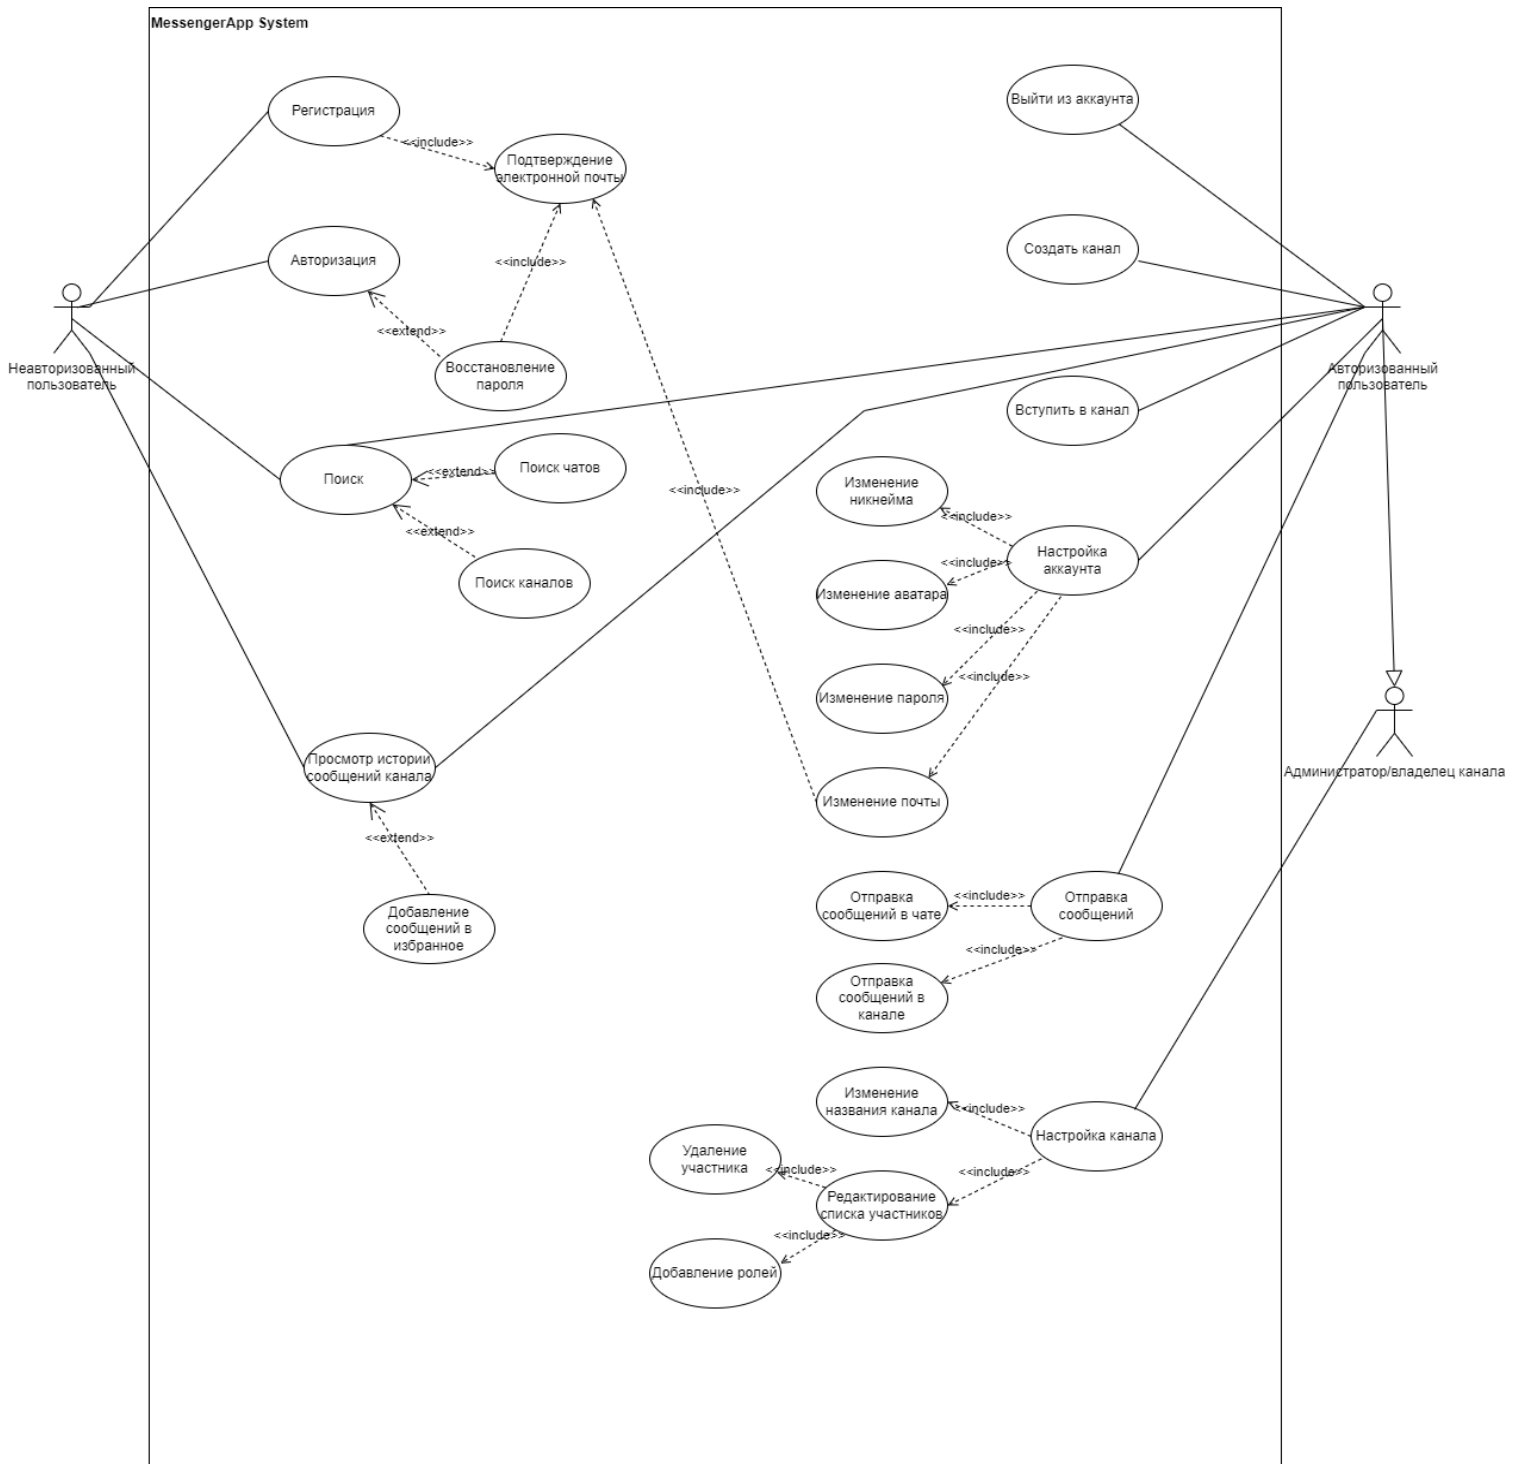 MessengerApp System
Регистрация
Выйти из аккаунта
<<include>>
Подтверждение
электронной почты
Авторизация
Создать канал
<<include>>
<<extend>>
Восстановление
пароля
Неавторизованный
пользователь
Авторизованный
пользователь
Вступить в канал
Поиск
<<extend>>
Поиск чатов
<<extend>>
Поиск каналов
<<include>>
Изменение
никнейма
<<include>>
Настройка
аккаунта
<<include>>
Изменение аватара
<<include>>
<<include>>
Изменение пароля
Просмотр истории
сообщений канала
Администратор/владелец канала
Изменение почты
<<extend>>
Добавление
сообщений в
избранное
Отправка
сообщений в чате
<<include>>
Отправка
сообщений
<<include>>
Отправка
сообщений в
канале
Изменение
названия канала
<<include>>
Настройка канала
Удаление
участника
<<include>>
<<include>>
Редактирование
списка участников
<<include>>
Добавление ролей